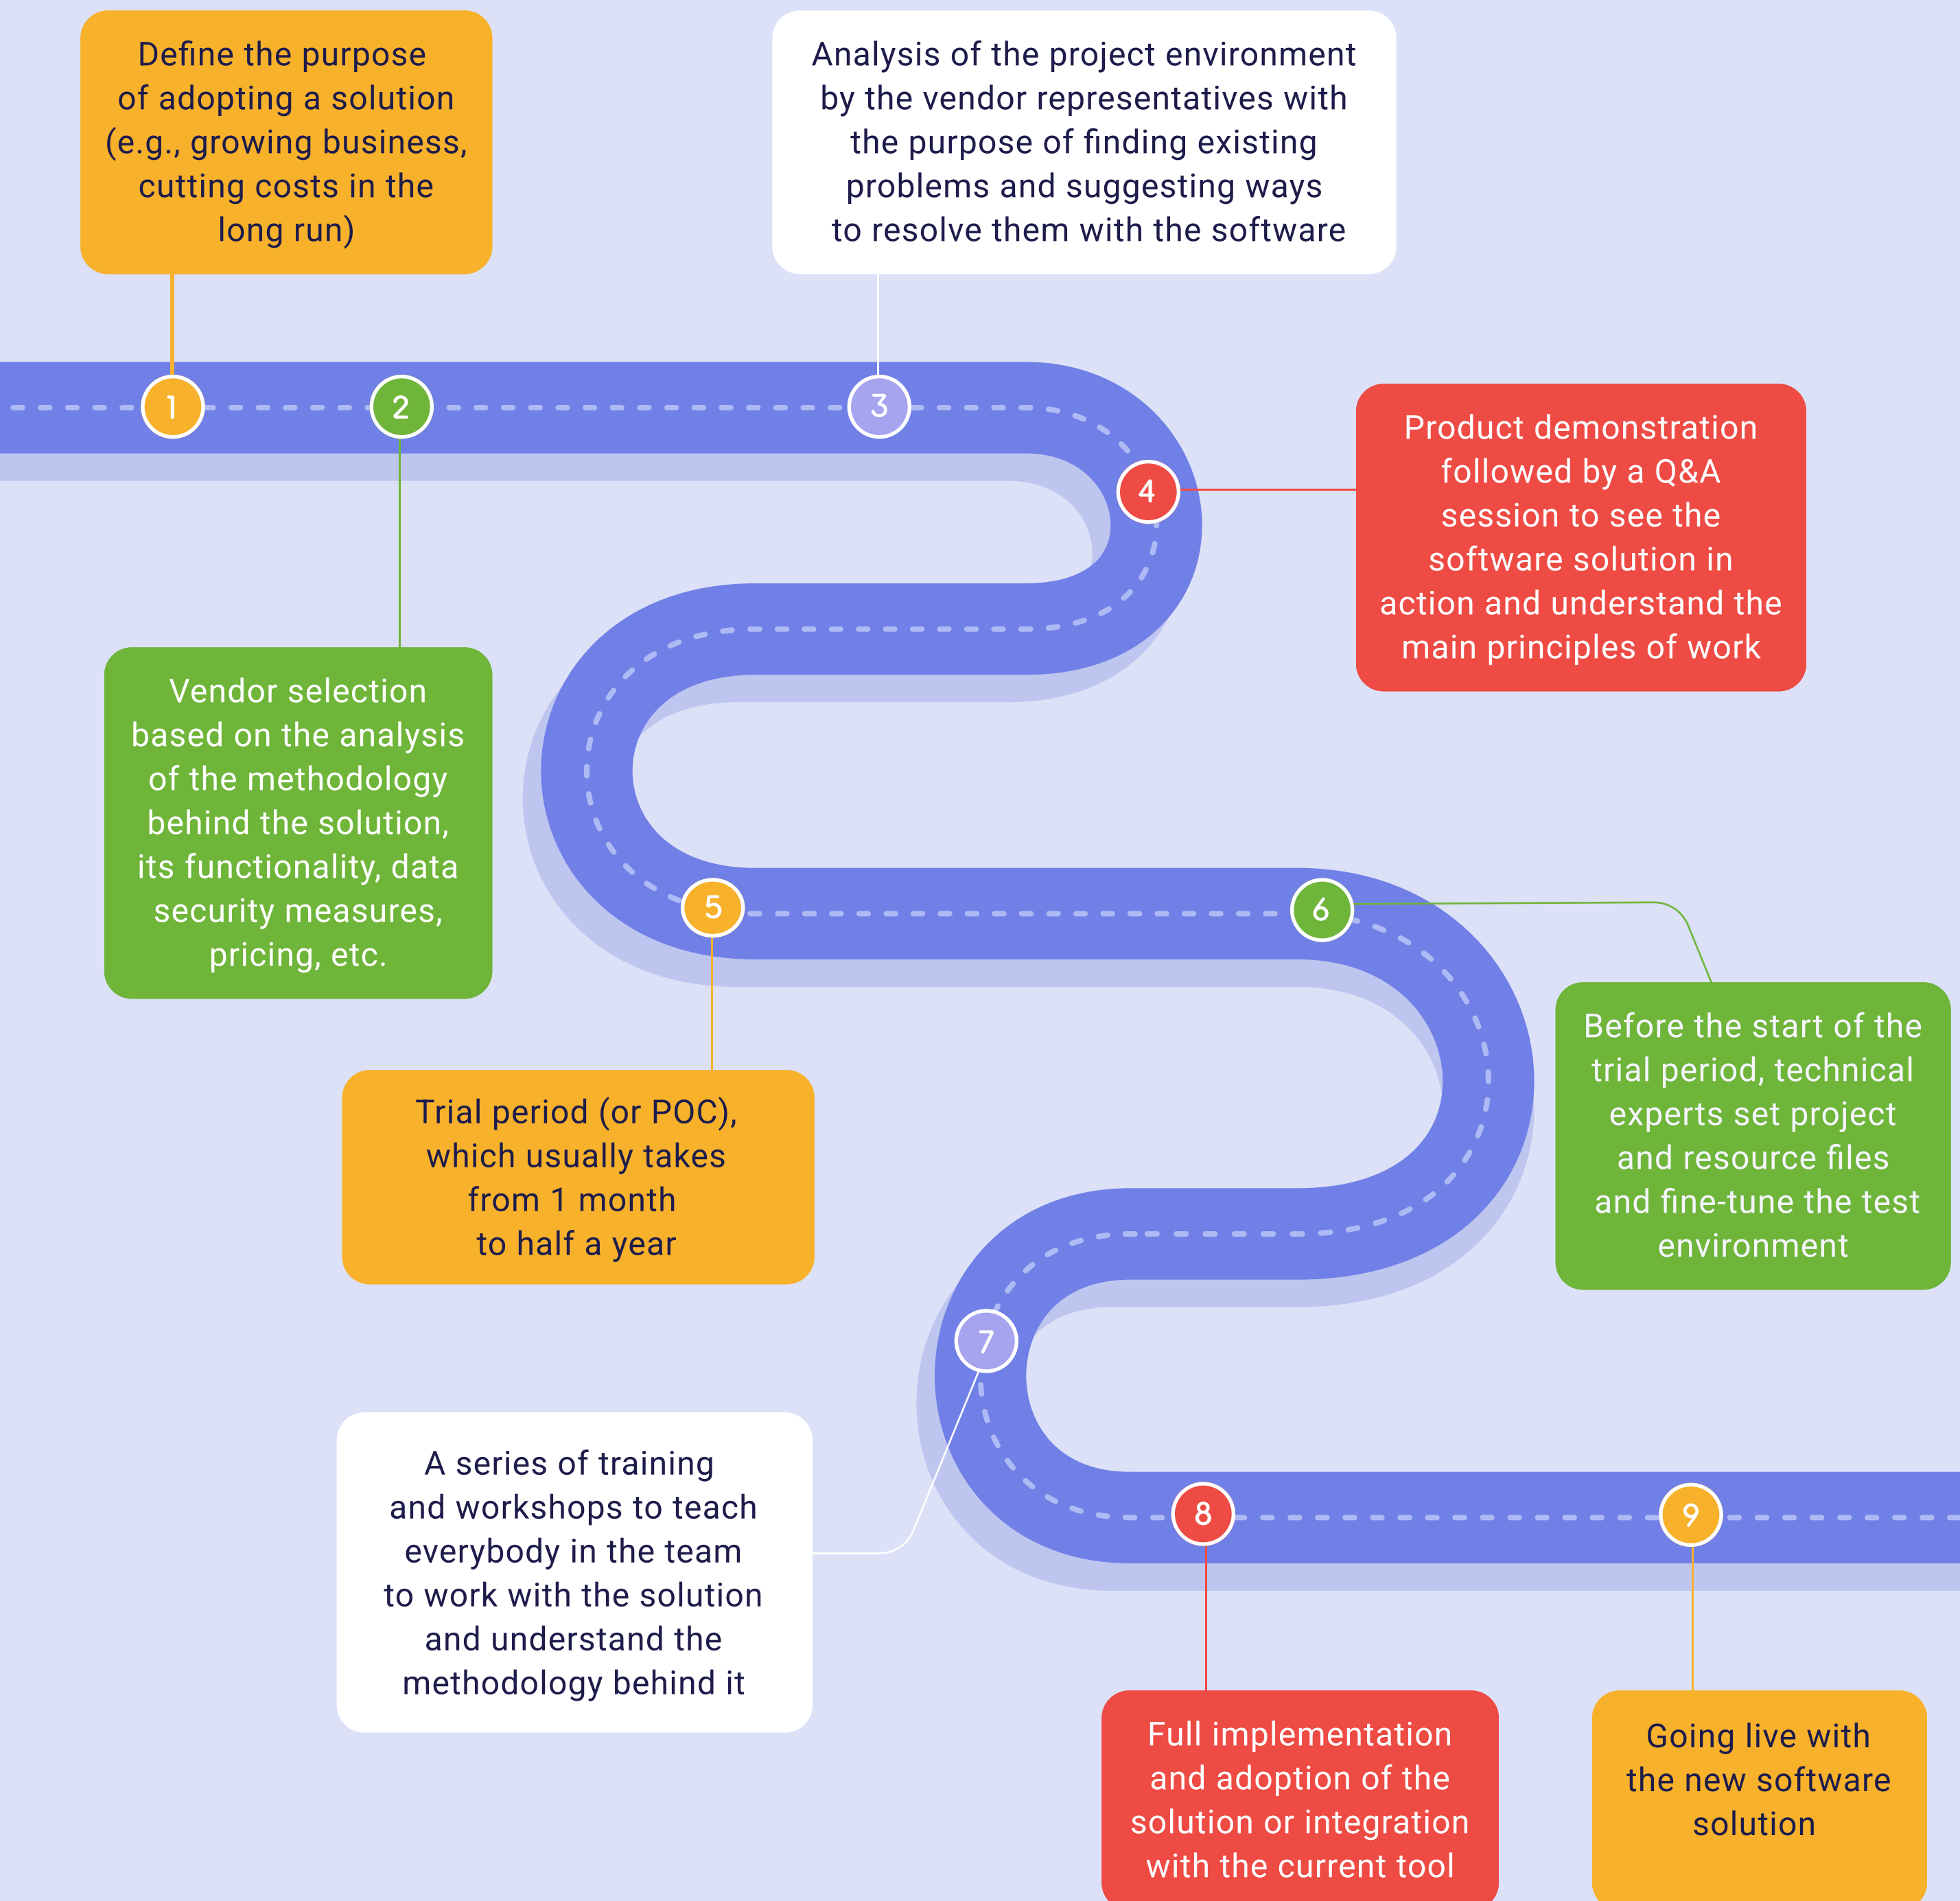 Define the purpose
of adopting a solution
(e.g., growing business,
cutting costs in the
long run)
Analysis of the project environment
by the vendor representatives with
the purpose of finding existing
problems and suggesting ways
to resolve them with the software
1
2
3
4
Product demonstration
followed by a Q&A
session to see the
software solution in
action and understand the
main principles of work
Vendor selection
based on the analysis
of the methodology
behind the solution,
its functionality, data
security measures,
pricing, etc.
5
6
Trial period (or POC),
which usually takes
from 1 month
to half a year
Before the start of the
trial period, technical
experts set project
and resource files
and fine-tune the test
environment
7
A series of training
and workshops to teach
everybody in the team
to work with the solution
and understand the
methodology behind it
8
9
Full implementation
and adoption of the
solution or integration
with the current tool
Going live with
the new software
solution